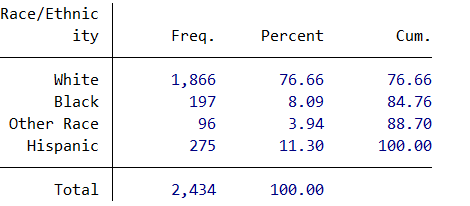 Race/Ethnic
ity Freq. Percent Cum.
White 1,866 76.66 76.66
Black 197 8.09 84.76
Other Race 96 3.94 88.70
Hispanic 275 11.30 100.00
Total 2,434 100.00